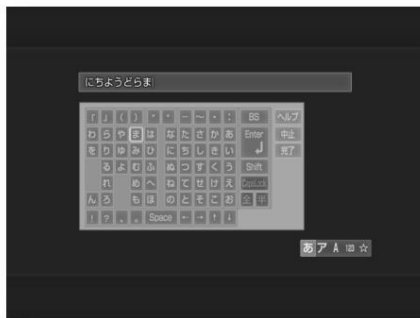 にちようどらま
「 」 ( ) ゛ ゜ ー ～ ・ : BS ヘルプ
わ ら や ま は な た さ か あ Enter 中止
を り ゆ み ひ に ち し き い 完了
る よ む ふ ぬ つ す く う Shift
れ め へ ね て せ け え CapsLock
ん ろ も ほ の と そ こ お 全 半
! ? 、 。 Space ← → ↑ ↓
あ ア A 123 ☆